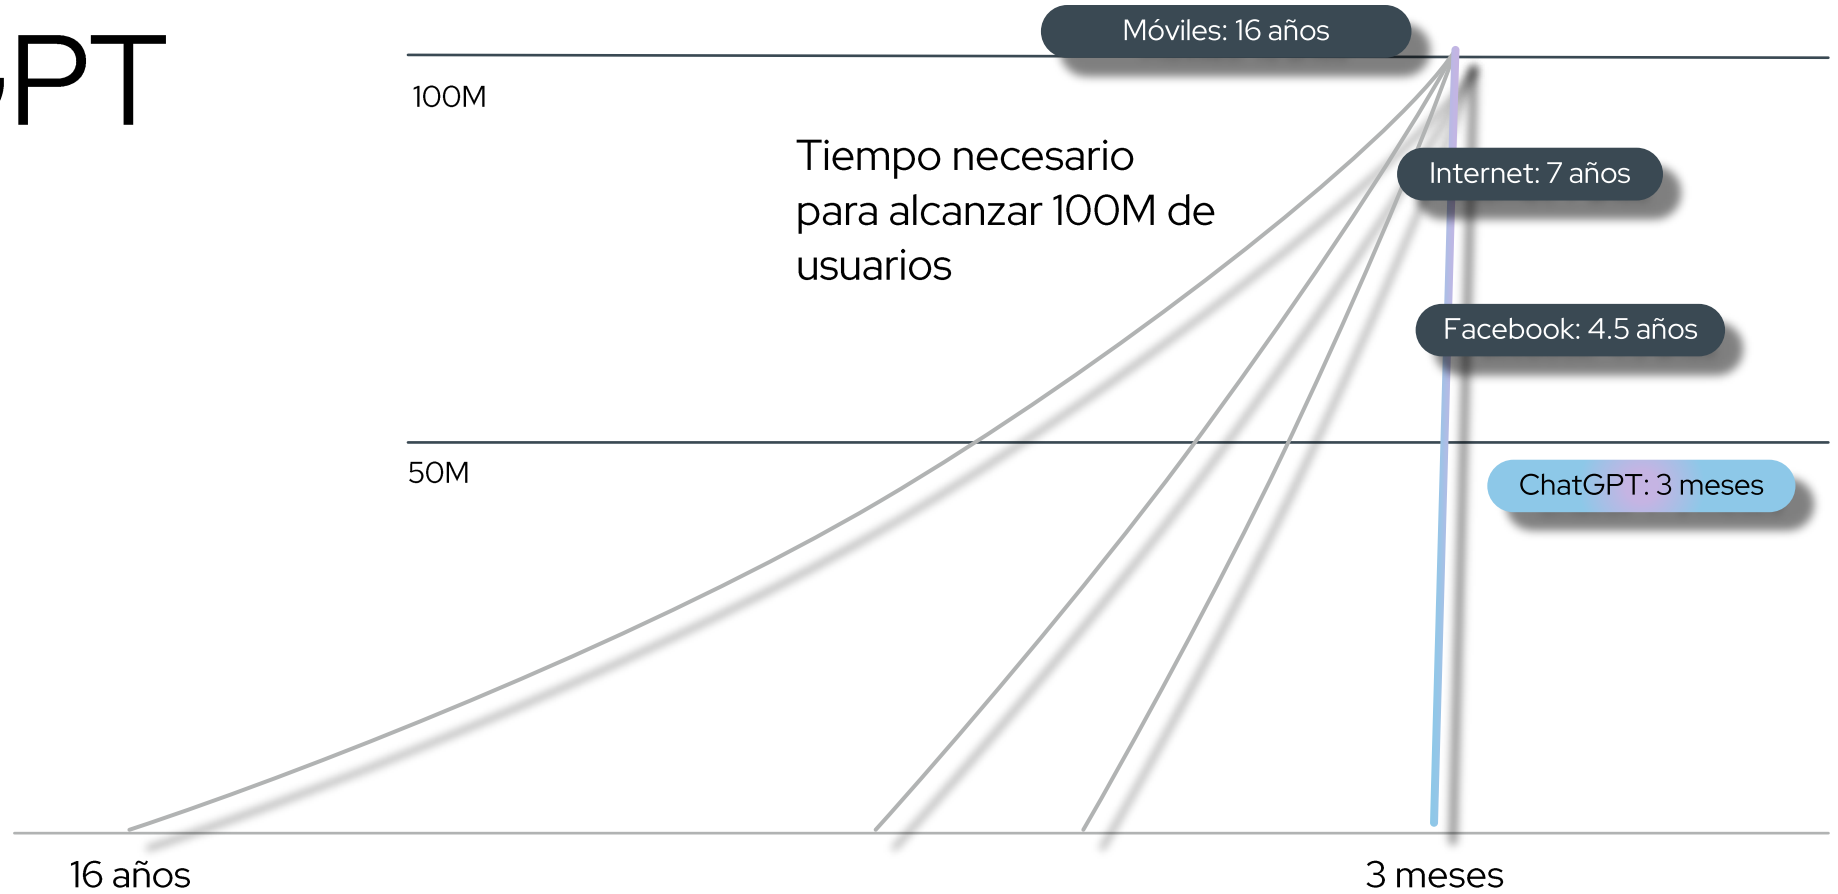 GPT
Móviles: 16 años
100M
Tiempo necesario
para alcanzar 100M de
usuarios
Internet: 7 años
Facebook: 4.5 años
50M
ChatGPT: 3 meses
16 años
3 meses